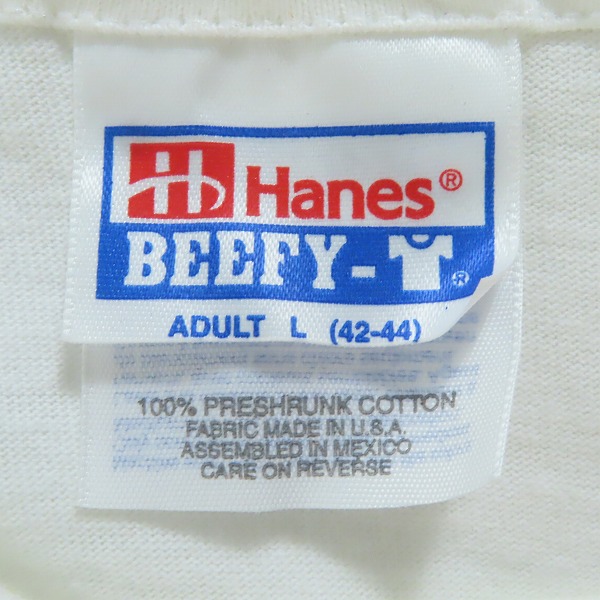 Hanes®
BEEFY-
®
ADULT L (42-44)
100% PRESHRUNK COTTON
FABRIC MADE IN U.S.A.
ASSEMBLED IN MEXICO
CARE ON REVERSE